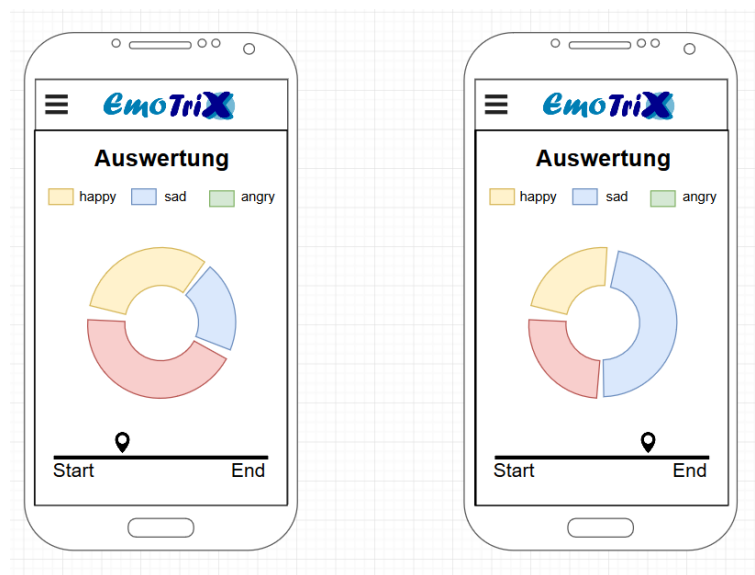 EmoTriX
Auswertung
happy sad angry
Start End
EmoTriX
Auswertung
happy sad angry
Start End